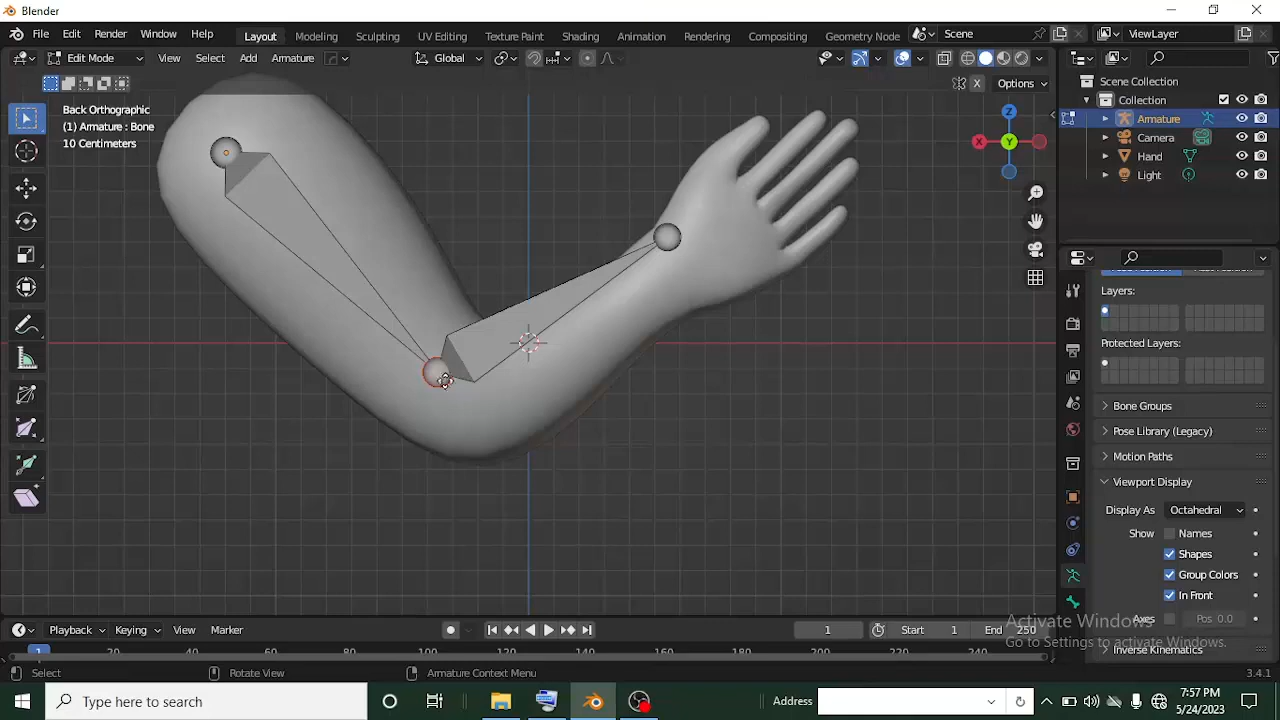 Blender
File Edit Render Window Help
Layout Modeling Sculpting UV Editing Texture Paint Shading Animation Rendering Compositing Geometry Node
Scene
ViewLayer
Edit Mode View Select Add Armature
Global
Options
Back Orthographic
(1) Armature : Bone
10 Centimeters
Z
X
Y
Scene Collection
Collection
Armature
Camera
Hand
Light
Layers:
Protected Layers:
Bone Groups
Pose Library (Legacy)
Motion Paths
Viewport Display
Display As Octahedral
Show Names
Shapes
Group Colors
In Front
Axes Pos 0.0
Inverse Kinematics
Activate Windows
Go to Settings to activate Windows.
Playback Keying View Marker
1
Start 1
End 250
1 20 60 80 100 120 140 160 180 200 220 240
Select Rotate View Armature Context Menu
3.4.1
Type here to search
Address
7:57 PM
5/24/2023